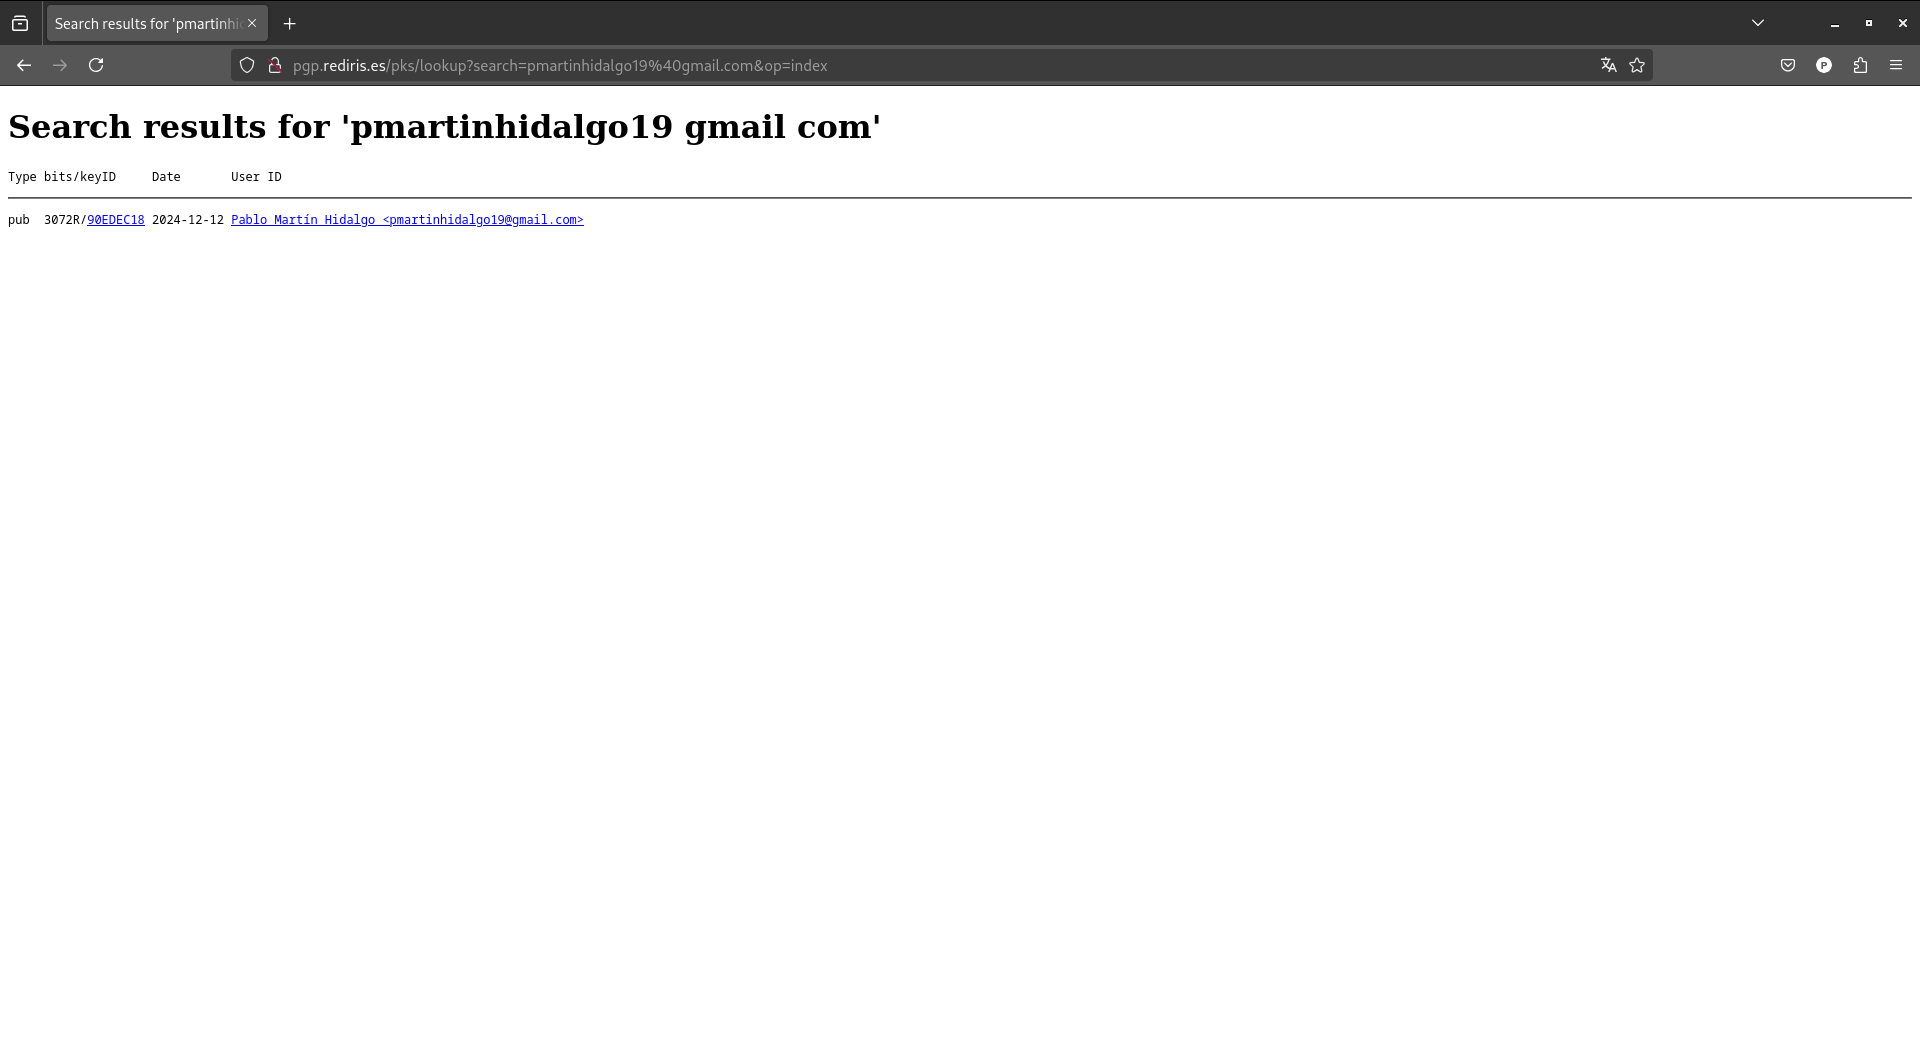 Search results for 'pmartinhid
pgp.rediris.es/pks/lookup?search=pmartinhidalgo19%40gmail.com&op=index
P
Search results for 'pmartinhidalgo19 gmail com'
Type bits/keyID     Date       User ID
pub  3072R/90EDEC18 2024-12-12 Pablo Martín Hidalgo <pmartinhidalgo19@gmail.com>